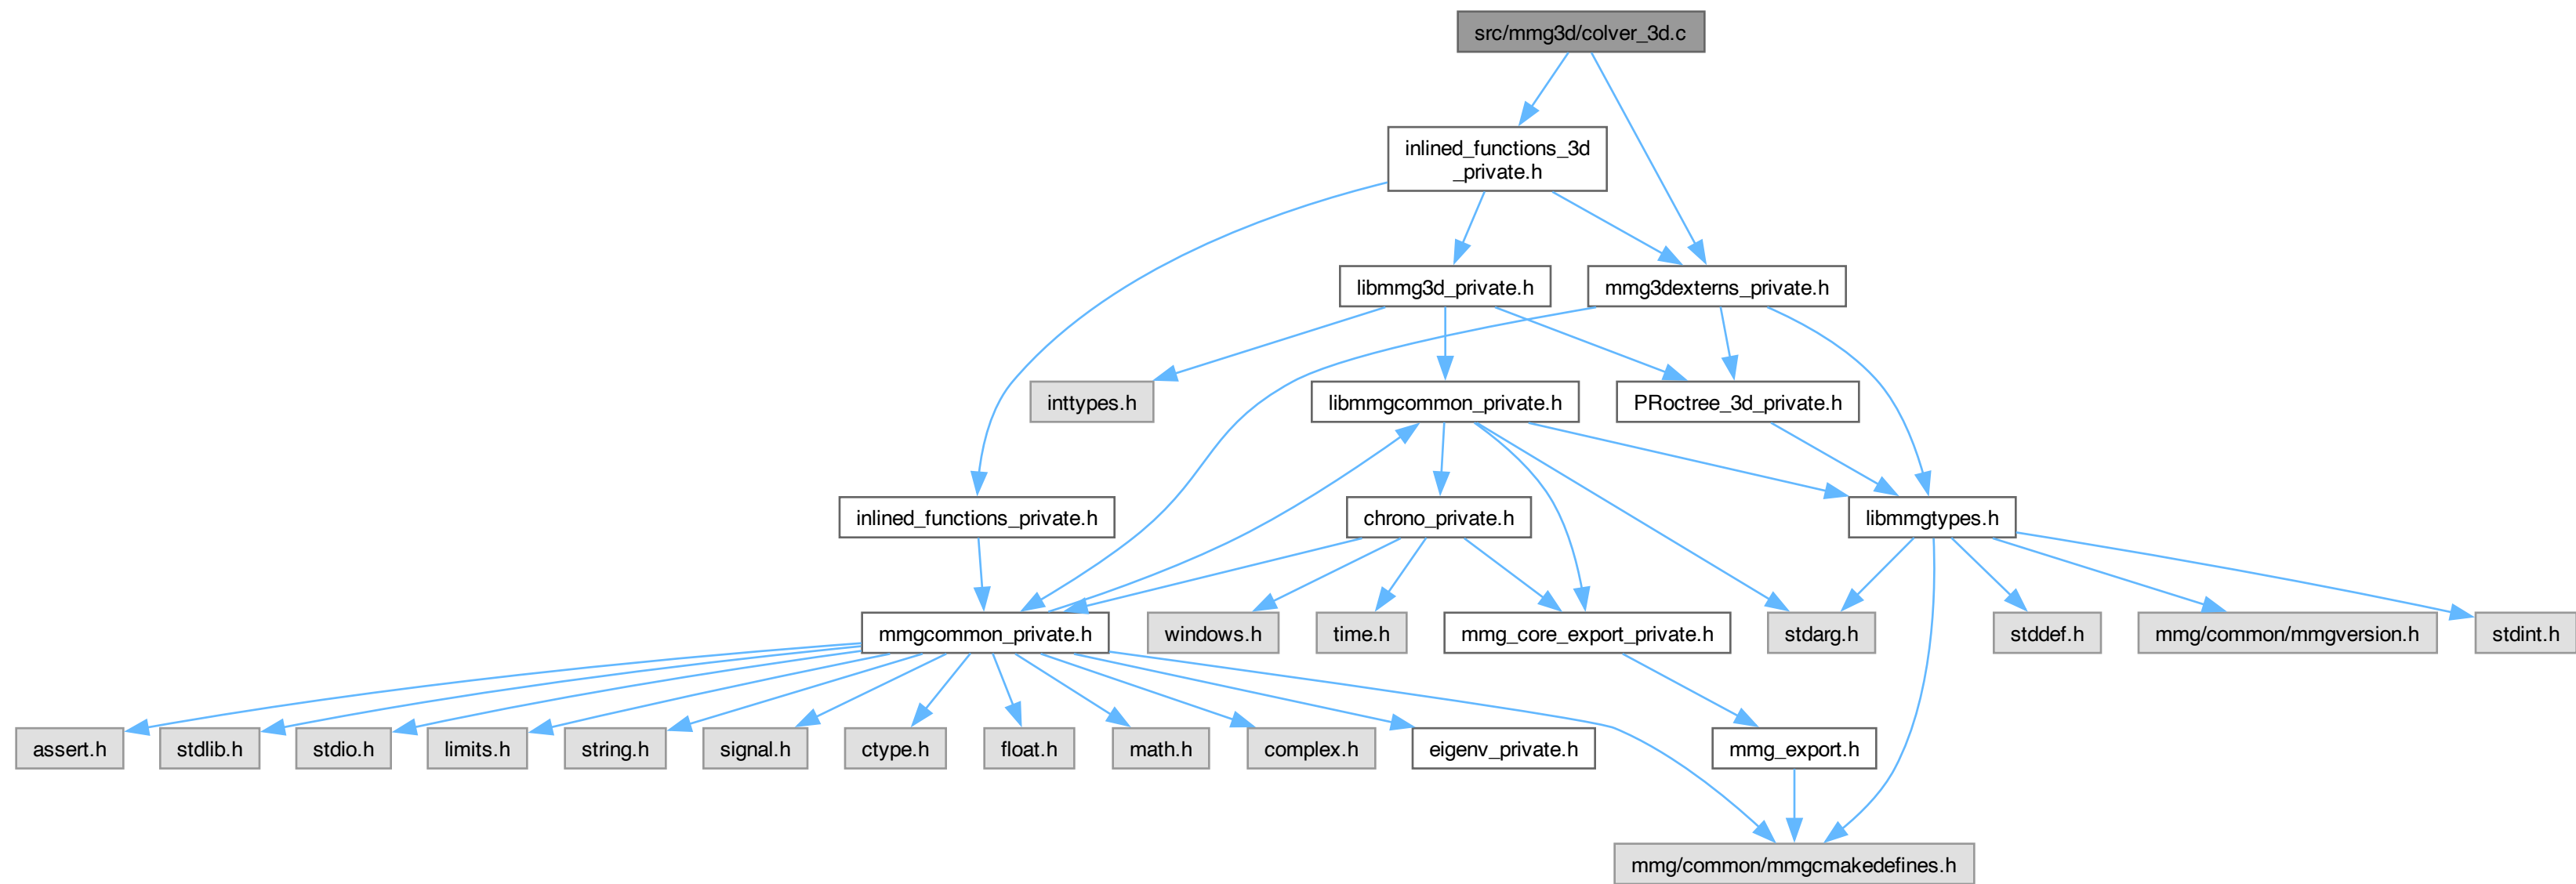 src/mmg3d/colver_3d.c
inlined_functions_3d
_private.h
libmmg3d_private.h
mmg3dexterns_private.h
inttypes.h
libmmgcommon_private.h
PRoctree_3d_private.h
inlined_functions_private.h
chrono_private.h
libmmgtypes.h
mmgcommon_private.h
windows.h
time.h
mmg_core_export_private.h
stdarg.h
stddef.h
mmg/common/mmgversion.h
stdint.h
assert.h
stdlib.h
stdio.h
limits.h
string.h
signal.h
ctype.h
float.h
math.h
complex.h
eigenv_private.h
mmg_export.h
mmg/common/mmgcmakedefines.h